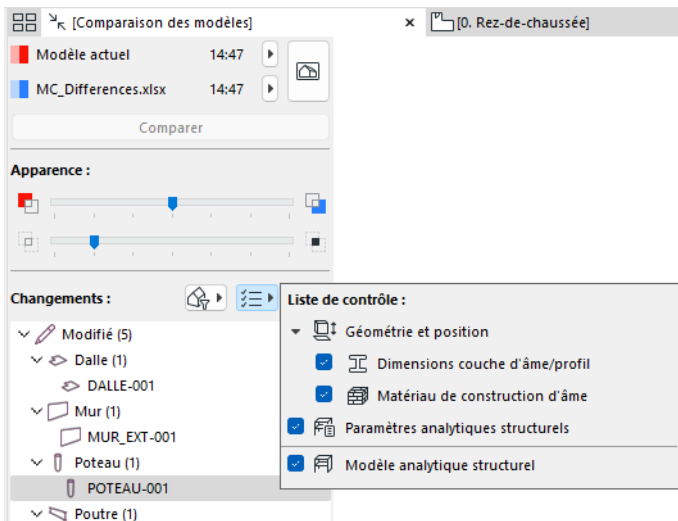 [Comparaison des modèles]
[0. Rez-de-chaussée]
Modèle actuel 14:47
MC_Differences.xlsx 14:47
Comparer
Apparence :
Changements :
Modifié (5)
Dalle (1)
DALLE-001
Mur (1)
MUR_EXT-001
Poteau (1)
POTEAU-001
Poutre (1)
Liste de contrôle :
Géométrie et position
Dimensions couche d'âme/profil
Matériau de construction d'âme
Paramètres analytiques structurels
Modèle analytique structurel